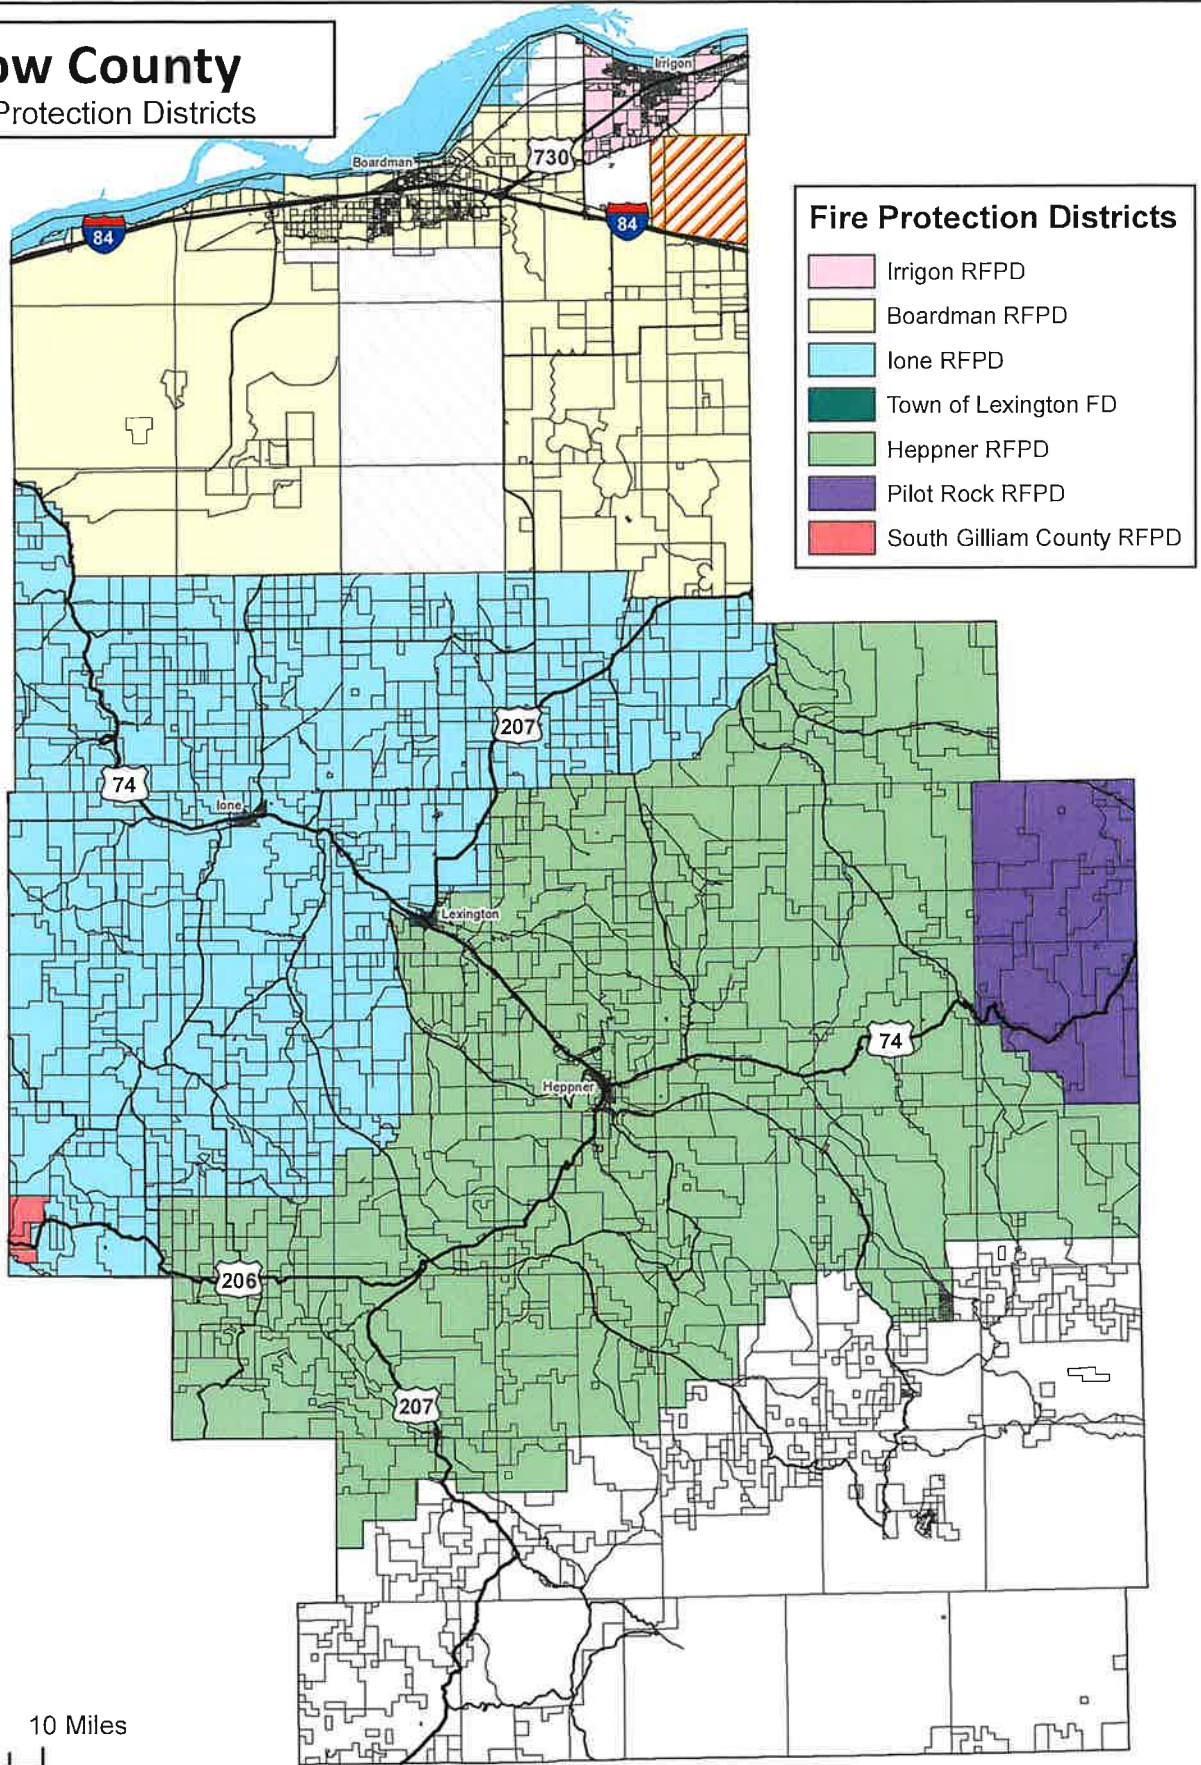 ow County
Protection Districts
Irrigon
Boardman
730
84
84
Fire Protection Districts
Irrigon RFPD
Boardman RFPD
Ione RFPD
Town of Lexington FD
Heppner RFPD
Pilot Rock RFPD
South Gilliam County RFPD
207
74
Ione
Lexington
74
Heppner
206
207
10 Miles